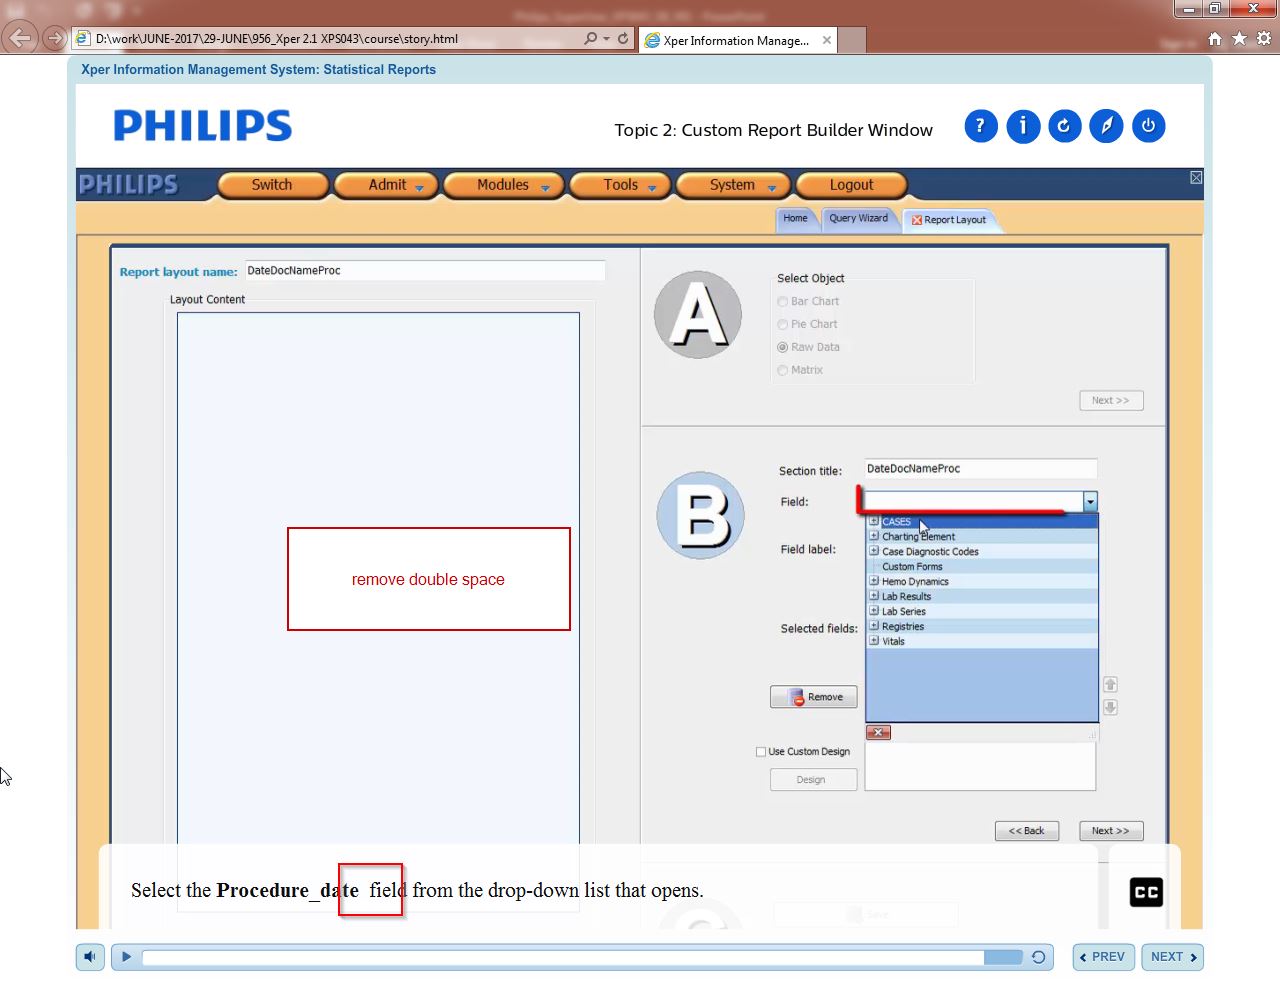 D:\work\JUNE-2017\29-JUNE\956_Xper 2.1 XPS043\course\story.html
Xper Information Manage...
Xper Information Management System: Statistical Reports
PHILIPS
Topic 2: Custom Report Builder Window
PHILIPS
Switch
Admit
Modules
Tools
System
Logout
Home
Query Wizard
Report Layout
Report layout name:
DateDocNameProc
Layout Content
A
Select Object
Bar Chart
Pie Chart
Raw Data
Matrix
Next >>
B
Section title:
DateDocNameProc
Field:
CASES
Charting Element
Case Diagnostic Codes
Custom Forms
Hemo Dynamics
Lab Results
Lab Series
Registries
Vitals
Field label:
Selected fields:
Remove
Use Custom Design
Design
<< Back
Next >>
remove double space
Select the Procedure_date  field from the drop-down list that opens.
Save
CC
PREV
NEXT